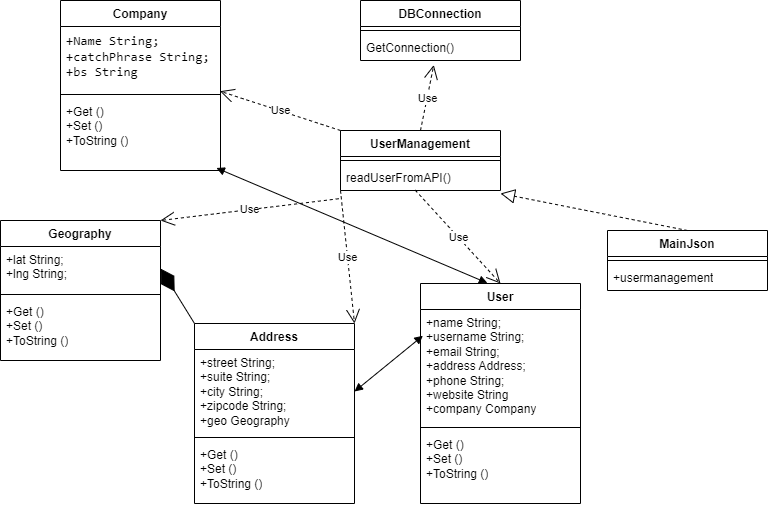 Company
+Name String;
+catchPhrase String;
+bs String
+Get ()
+Set ()
+ToString ()
DBConnection
GetConnection()
Use
Use
UserManagement
readUserFromAPI()
Use
Use
Use
Geography
+lat String;
+lng String;
+Get ()
+Set ()
+ToString ()
MainJson
+usermanagement
Address
+street String;
+suite String;
+city String;
+zipcode String;
+geo Geography
+Get ()
+Set ()
+ToString ()
User
+name String;
+username String;
+email String;
+address Address;
+phone String;
+website String
+company Company
+Get ()
+Set ()
+ToString ()